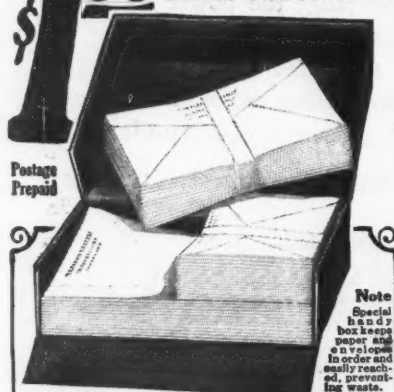 $1
Postage
Prepaid
Note
Special
handy
box keeps
paper and
envelopes
in order and
easily reach-
ed, prevent-
ing waste.